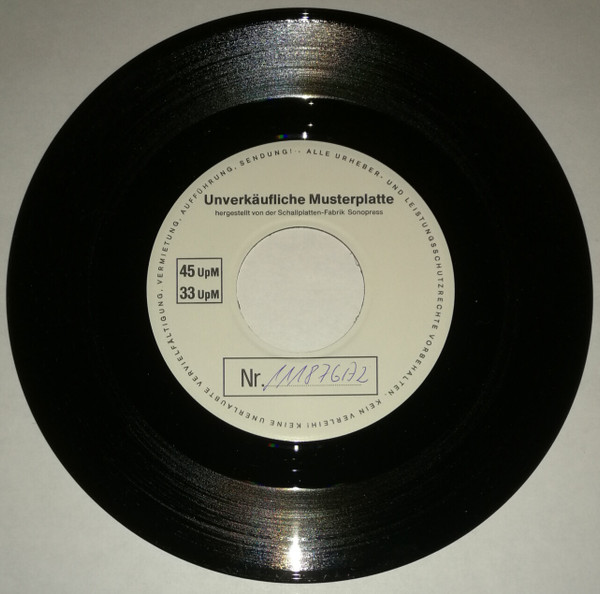 Unverkäufliche Musterplatte
hergestellt von der Schallplatten-Fabrik Sonopress
45 UpM
33 UpM
Nr. 11876A2
ALLE URHEBER- UND LEISTUNGSSCHUTZRECHTE VORBEHALTEN. KEIN VERLEIH! KEINE UNERLAUBTE VERVIELFÄLTIGUNG, VERMIETUNG, AUFFÜHRUNG, SENDUNG! -